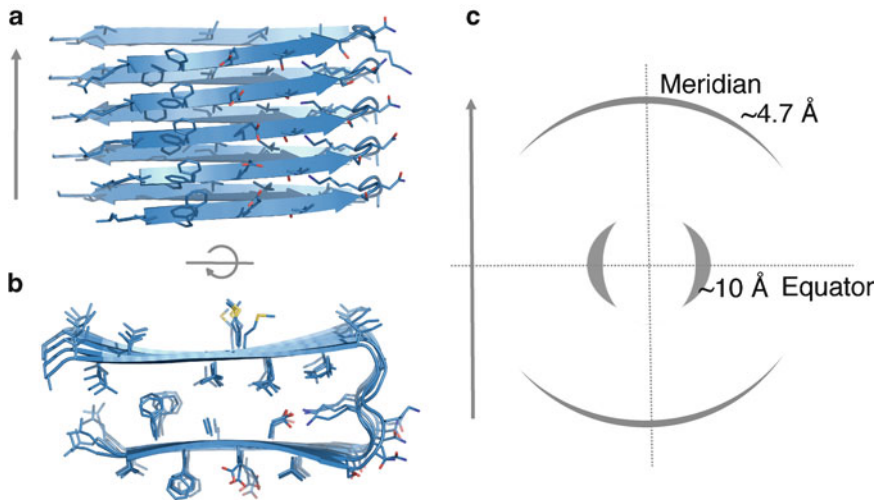 a
b
c
Meridian
~4.7 Å
~10 Å Equator